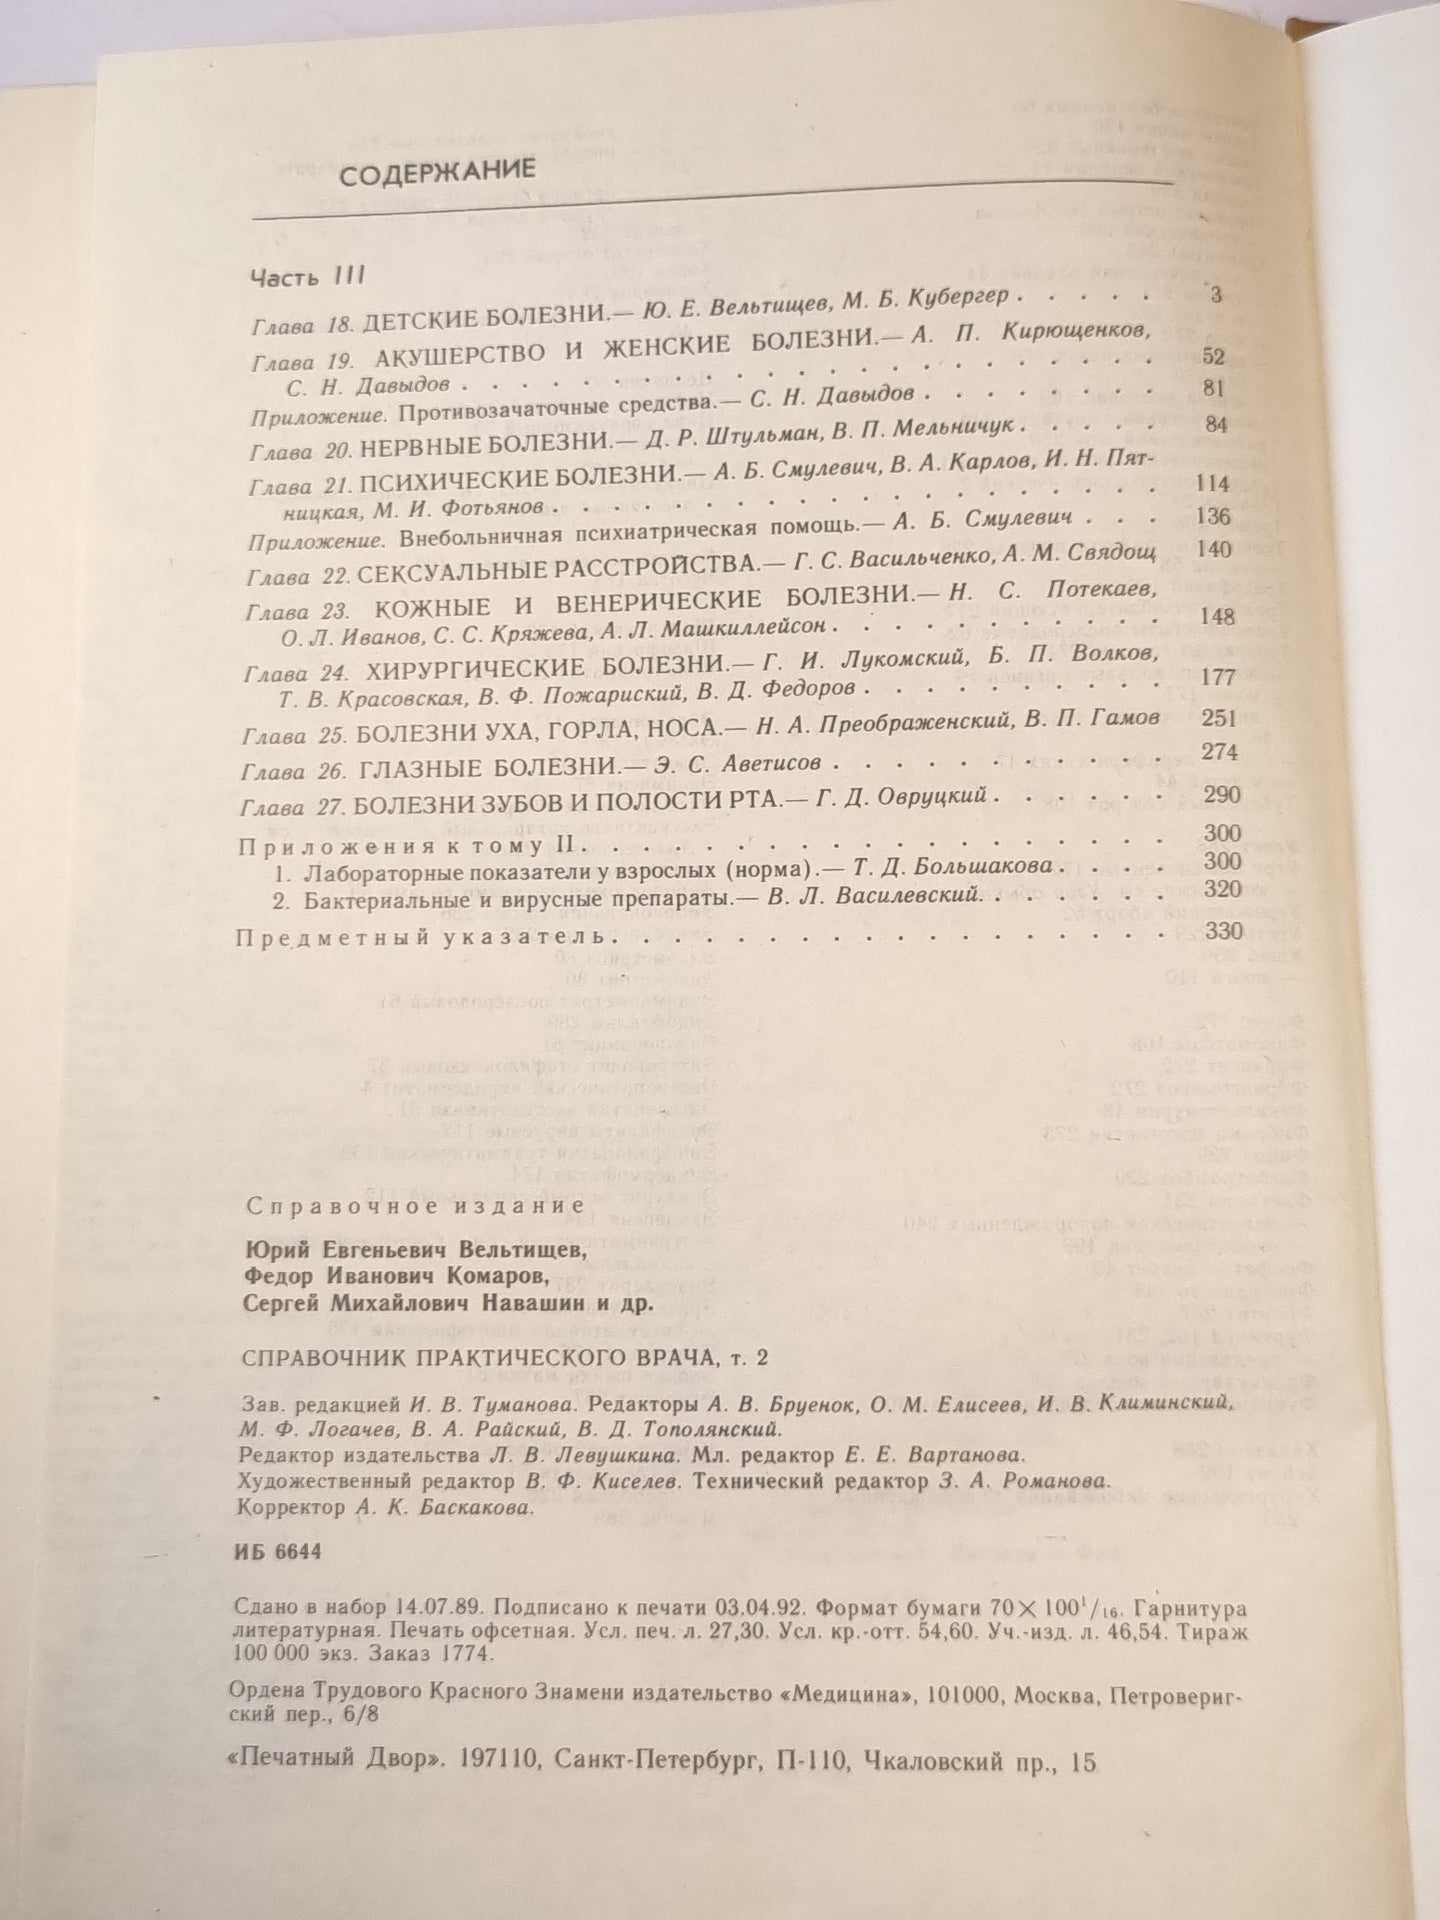 СОДЕРЖАНИЕ
Часть III
Глава 18. ДЕТСКИЕ БОЛЕЗНИ.— Ю. Е. Вельтищев, М. Б. Кубергер . . . . . 3
Глава 19. АКУШЕРСТВО И ЖЕНСКИЕ БОЛЕЗНИ.— А. П. Кирющенков,
С. Н. Давыдов . . . . . . . . . . . . . . . . . . 52
Приложение. Противозачаточные средства.— С. Н. Давыдов . . . . . . . . 81
Глава 20. НЕРВНЫЕ БОЛЕЗНИ.— Д. Р. Штульман, В. П. Мельничук . . . . . 84
Глава 21. ПСИХИЧЕСКИЕ БОЛЕЗНИ.— А. Б. Смулевич, В. А. Карлов, И. Н. Пят-
ницкая, М. И. Фотьянов . . . . . . . . . . . . . . . 114
Приложение. Внебольничная психиатрическая помощь.— А. Б. Смулевич . . . 136
Глава 22. СЕКСУАЛЬНЫЕ РАССТРОЙСТВА.— Г. С. Васильченко, А. М. Свядощ 140
Глава 23. КОЖНЫЕ И ВЕНЕРИЧЕСКИЕ БОЛЕЗНИ.— Н. С. Потекаев,
О. Л. Иванов, С. С. Кряжева, А. Л. Машкиллейсон . . . . . . . . . 148
Глава 24. ХИРУРГИЧЕСКИЕ БОЛЕЗНИ.— Г. И. Лукомский, Б. П. Волков,
Т. В. Красовская, В. Ф. Пожариский, В. Д. Федоров . . . . . . . . 177
Глава 25. БОЛЕЗНИ УХА, ГОРЛА, НОСА.— Н. А. Преображенский, В. П. Гамов 251
Глава 26. ГЛАЗНЫЕ БОЛЕЗНИ.— Э. С. Аветисов . . . . . . . . . . 274
Глава 27. БОЛЕЗНИ ЗУБОВ И ПОЛОСТИ РТА.— Г. Д. Овруцкий . . . . . . 290
Приложения к тому II . . . . . . . . . . . . . . . 300
1. Лабораторные показатели у взрослых (норма).— Т. Д. Большакова . . . . 300
2. Бактериальные и вирусные препараты.— В. Л. Василевский . . . . . . 320
Предметный указатель . . . . . . . . . . . . . . 330
Справочное издание
Юрий Евгеньевич Вельтищев,
Федор Иванович Комаров,
Сергей Михайлович Навашин и др.
СПРАВОЧНИК ПРАКТИЧЕСКОГО ВРАЧА, т. 2
Зав. редакцией И. В. Туманова. Редакторы А. В. Бруенок, О. М. Елисеев, И. В. Климинский,
М. Ф. Логачев, В. А. Райский, В. Д. Тополянский.
Редактор издательства Л. В. Левушкина. Мл. редактор Е. Е. Вартанова.
Художественный редактор В. Ф. Киселев. Технический редактор З. А. Романова.
Корректор А. К. Баскакова.
ИБ 6644
Сдано в набор 14.07.89. Подписано к печати 03.04.92. Формат бумаги 70×100¹/₁₆. Гарнитура
литературная. Печать офсетная. Усл. печ. л. 27,30. Усл. кр.-отт. 54,60. Уч.-изд. л. 46,54. Тираж
100 000 экз. Заказ 1774.
Ордена Трудового Красного Знамени издательство «Медицина», 101000, Москва, Петровериг-
ский пер., 6/8
«Печатный Двор». 197110, Санкт-Петербург, П-110, Чкаловский пр., 15